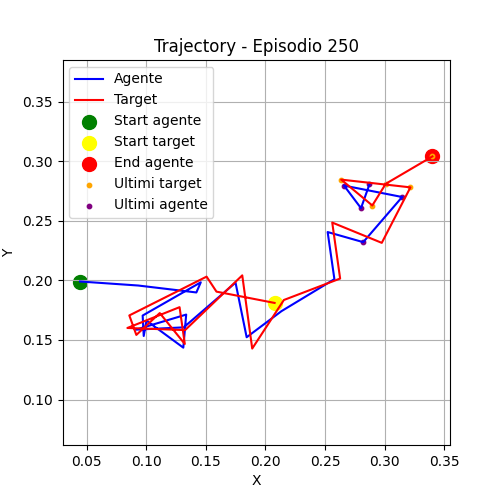 Trajectory - Episodio 250
Agente
Target
Start agente
Start target
End agente
Ultimi target
Ultimi agente
Y
0.35
0.30
0.25
0.20
0.15
0.10
0.05 0.10 0.15 0.20 0.25 0.30 0.35
X